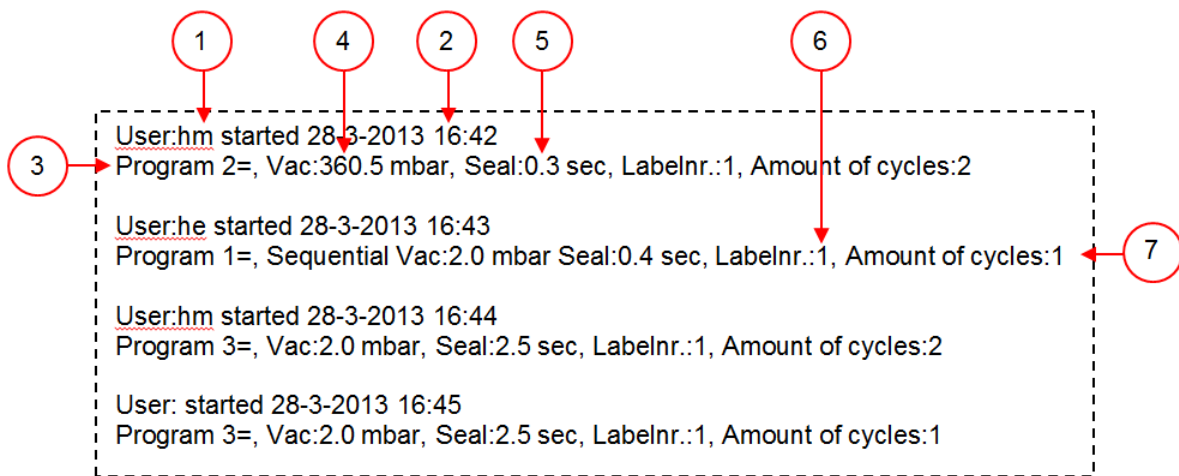 1 4 2 5 6
User:hm started 28-3-2013 16:42
3 Program 2=, Vac:360.5 mbar, Seal:0.3 sec, Labelnr.:1, Amount of cycles:2
User:he started 28-3-2013 16:43
Program 1=, Sequential Vac:2.0 mbar Seal:0.4 sec, Labelnr.:1, Amount of cycles:1 7
User:hm started 28-3-2013 16:44
Program 3=, Vac:2.0 mbar, Seal:2.5 sec, Labelnr.:1, Amount of cycles:2
User: started 28-3-2013 16:45
Program 3=, Vac:2.0 mbar, Seal:2.5 sec, Labelnr.:1, Amount of cycles:1